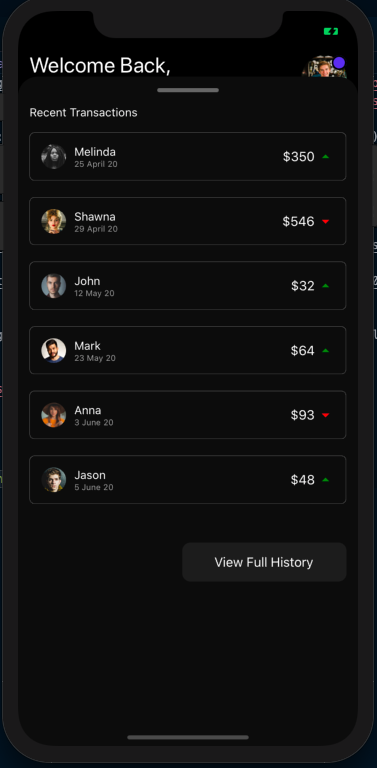 Welcome Back,
Recent Transactions
Melinda
25 April 20
$350
Shawna
29 April 20
$546
John
12 May 20
$32
Mark
23 May 20
$64
Anna
3 June 20
$93
Jason
5 June 20
$48
View Full History